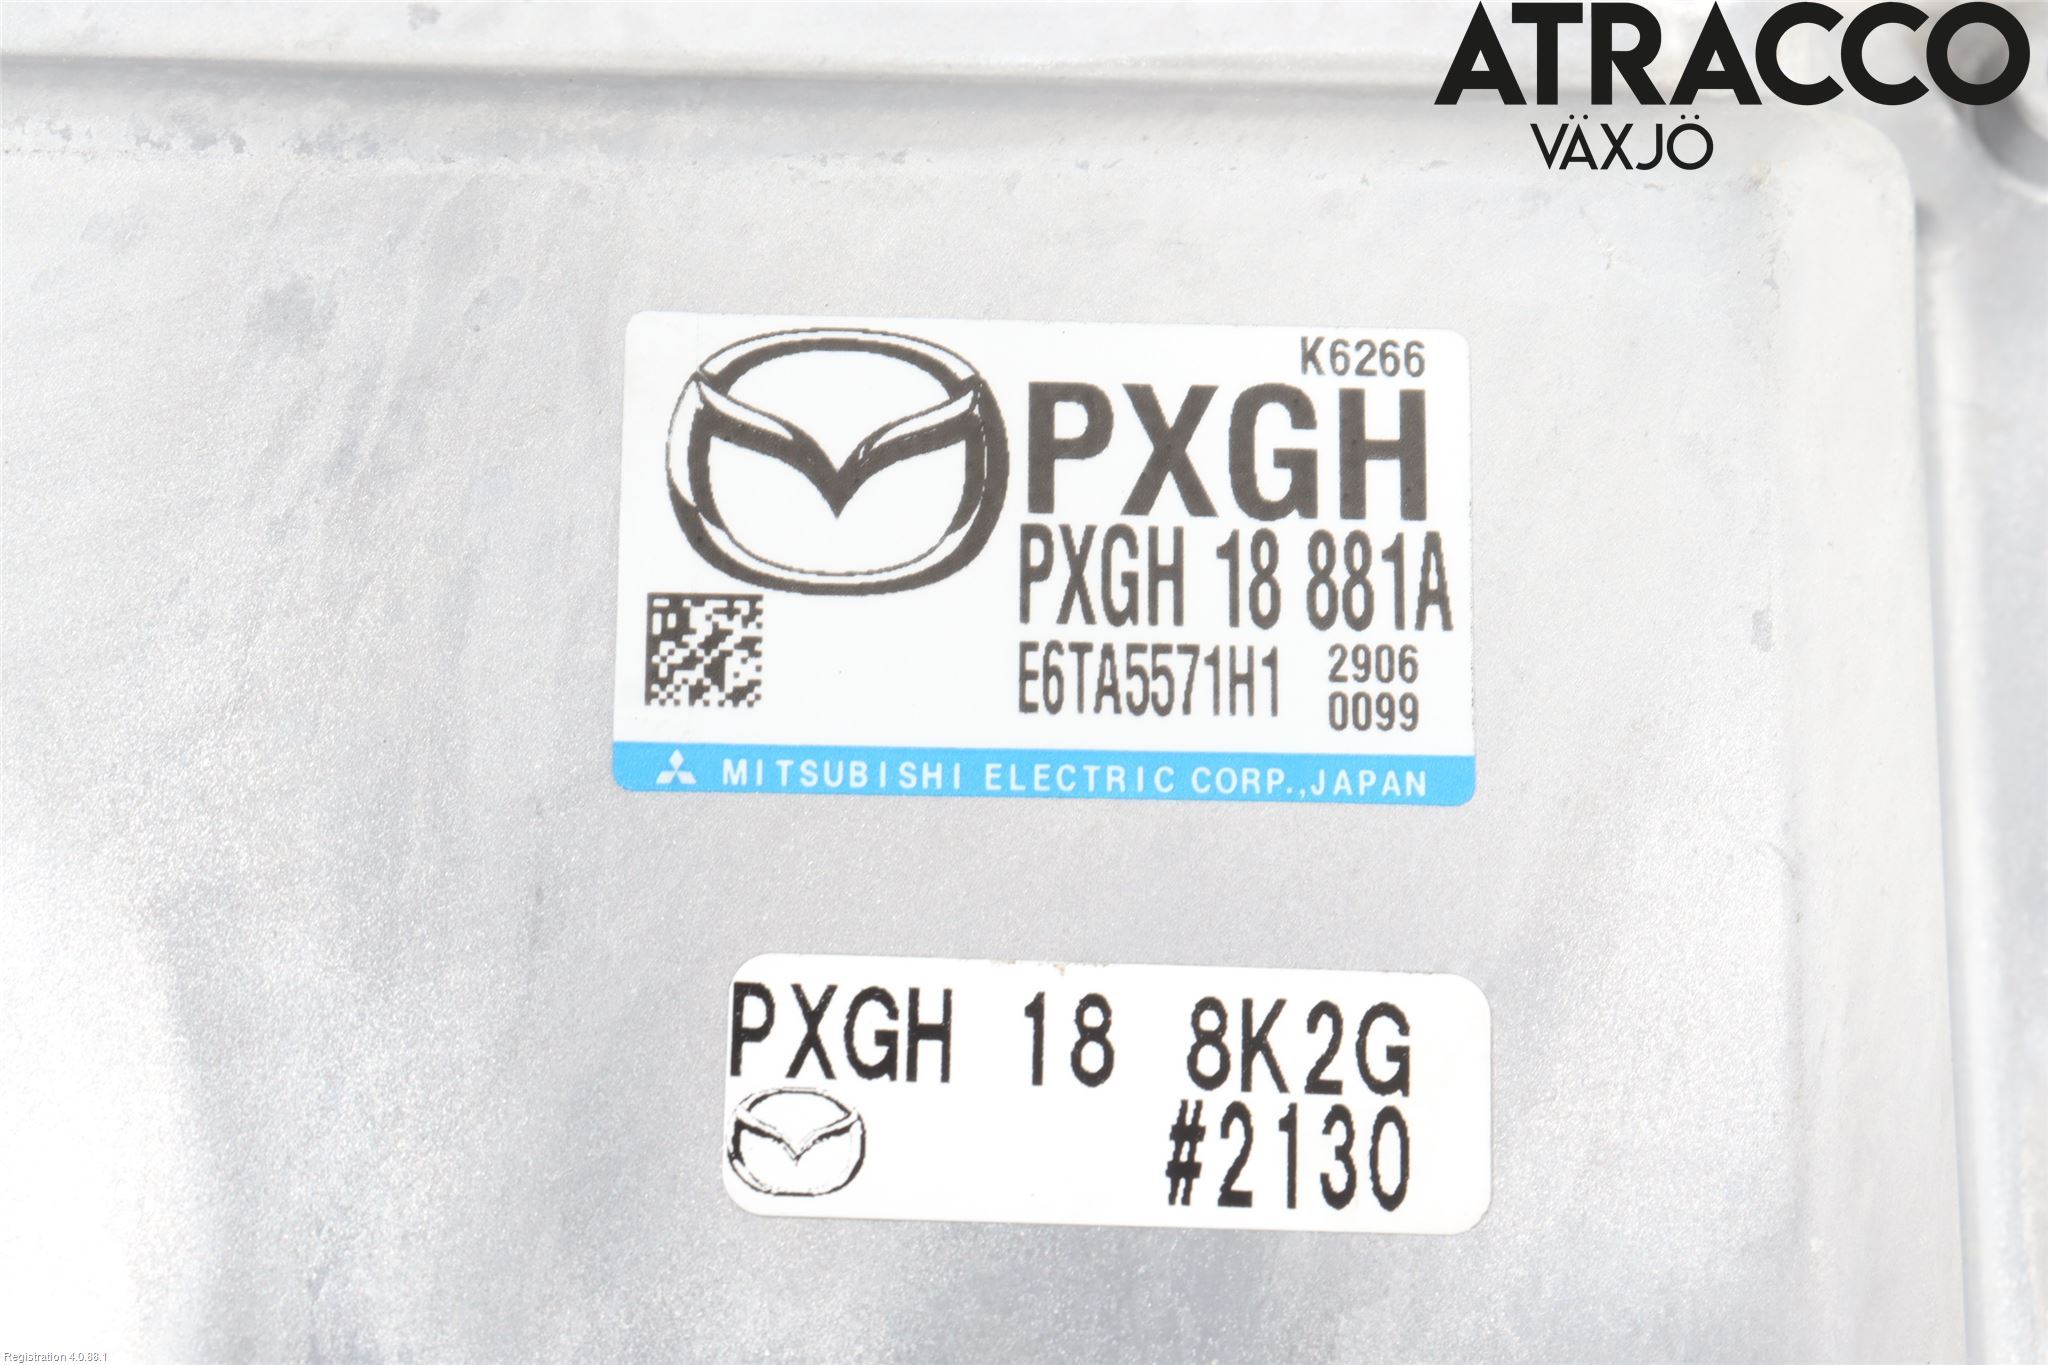 ATRACCO
VÄXJÖ
K6266
PXGH
PXGH 18 881A
E6TA5571H1 2906
0099
MITSUBISHI ELECTRIC CORP.,JAPAN
PXGH 18 8K2G
#2130
Registration 4.0.88.1